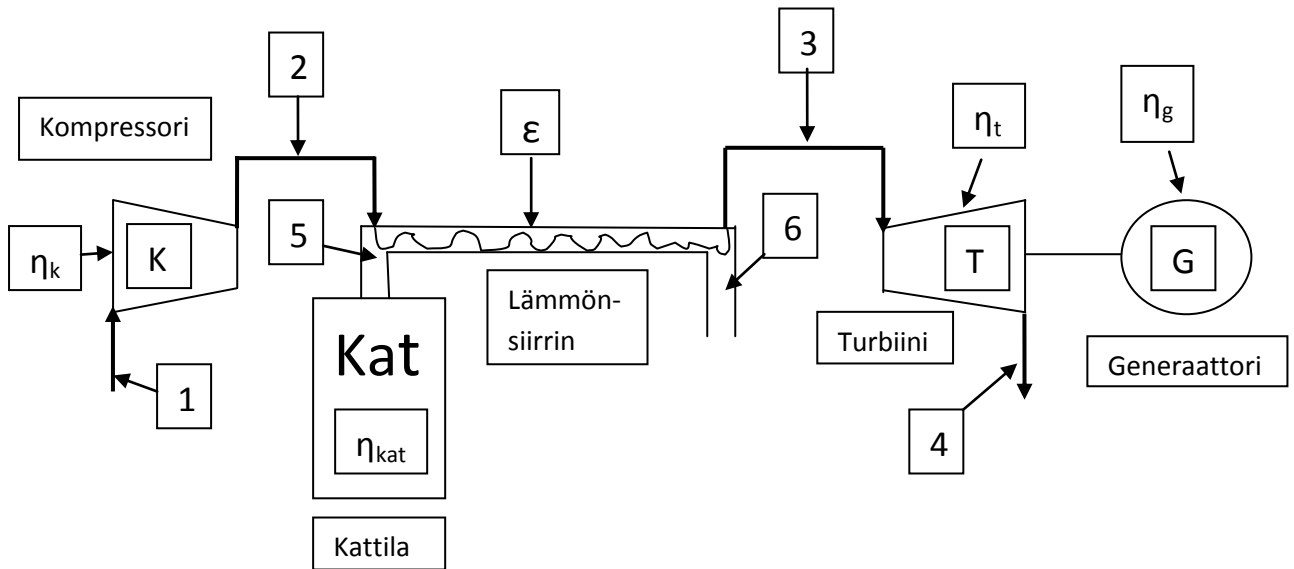 2
3
Kompressori
ε
ηt
ηg
5
6
ηk
K
T
G
Lämmön-
siirrin
Kat
Turbiini
Generaattori
1
ηkat
4
Kattila